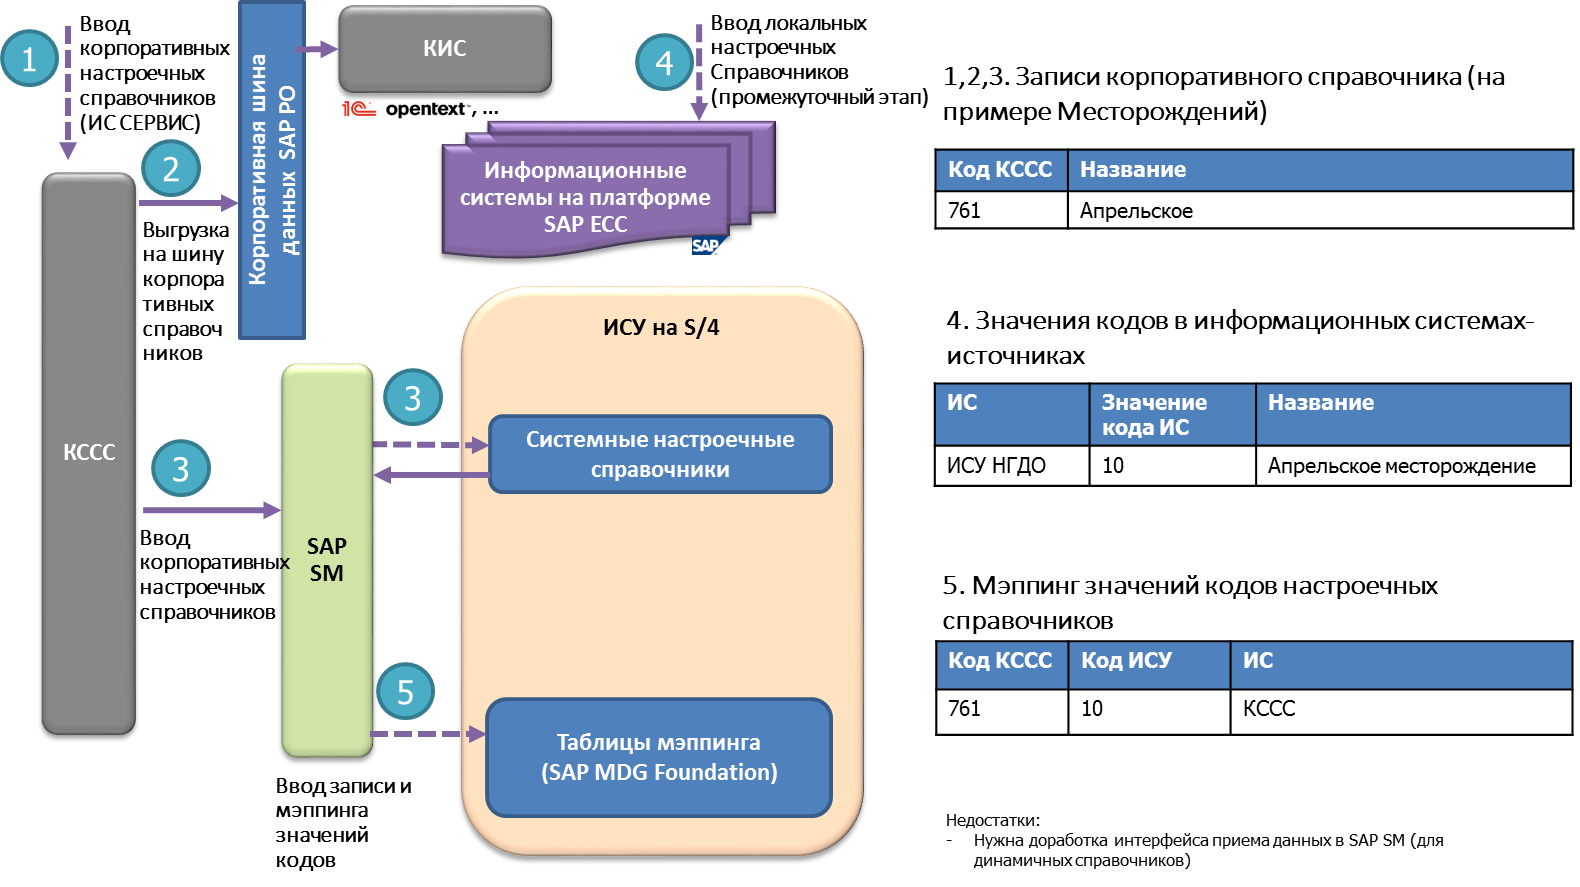 1
Ввод
корпоративных
настроечных
справочников
(ИС СЕРВИС)
2
Выгрузка
на шину
корпора
тивных
справоч
ников
Корпоративная шина
данных SAP PO
КИС
1С opentext™, ...
4
Ввод локальных
настроечных
Справочников
(промежуточный этап)
Информационные
системы на платформе
SAP ECC
SAP
КССС
3
Ввод
корпоративных
настроечных
справочников
SAP
SM
3
ИСУ на S/4
Системные настроечные
справочники
5
Ввод записи и
мэппинга
значений
кодов
Таблицы мэппинга
(SAP MDG Foundation)
1,2,3. Записи корпоративного справочника (на
примере Месторождений)
Код КССС Название
761 Апрельское
4. Значения кодов в информационных системах-
источниках
ИС Значение Название
кода ИС
ИСУ НГДО 10 Апрельское месторождение
5. Мэппинг значений кодов настроечных
справочников
Код КССС Код ИСУ ИС
761 10 КССС
Недостатки:
- Нужна доработка интерфейса приема данных в SAP SM (для
динамичных справочников)